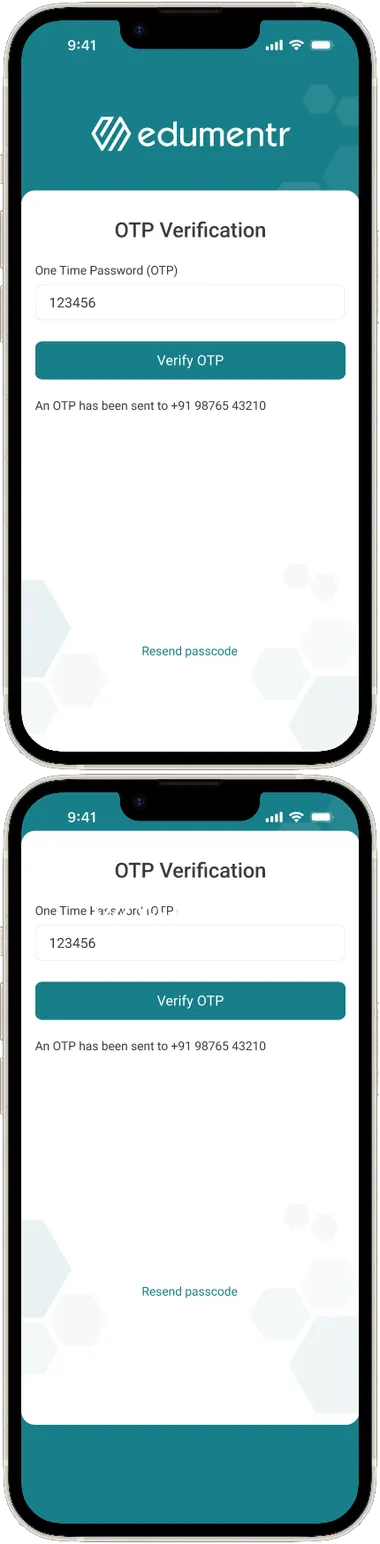 9:41
edumentr
OTP Verification
One Time Password (OTP)
123456
Verify OTP
An OTP has been sent to +91 98765 43210
Resend passcode
9:41
OTP Verification
One Time
123456
Verify OTP
An OTP has been sent to +91 98765 43210
Resend passcode